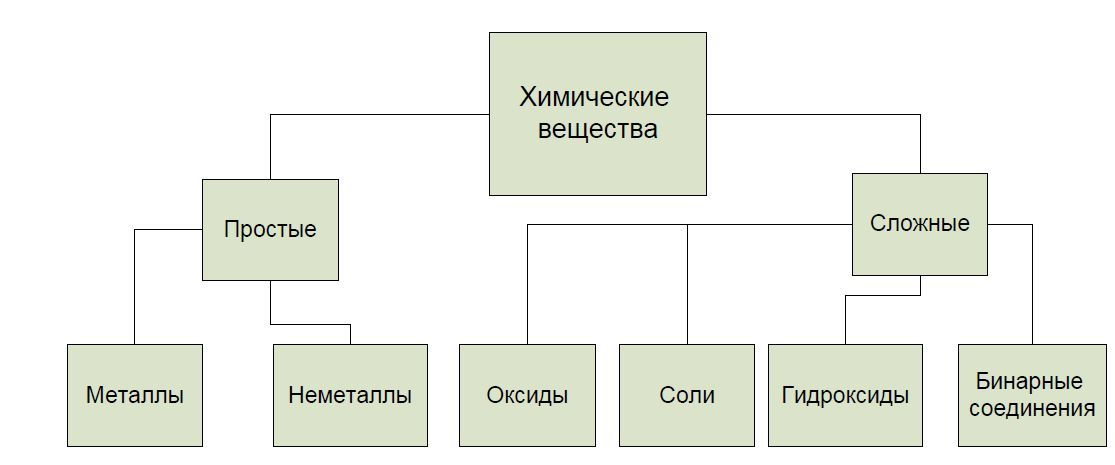 Химические
вещества
Простые
Сложные
Металлы
Неметаллы
Оксиды
Соли
Гидроксиды
Бинарные
соединения